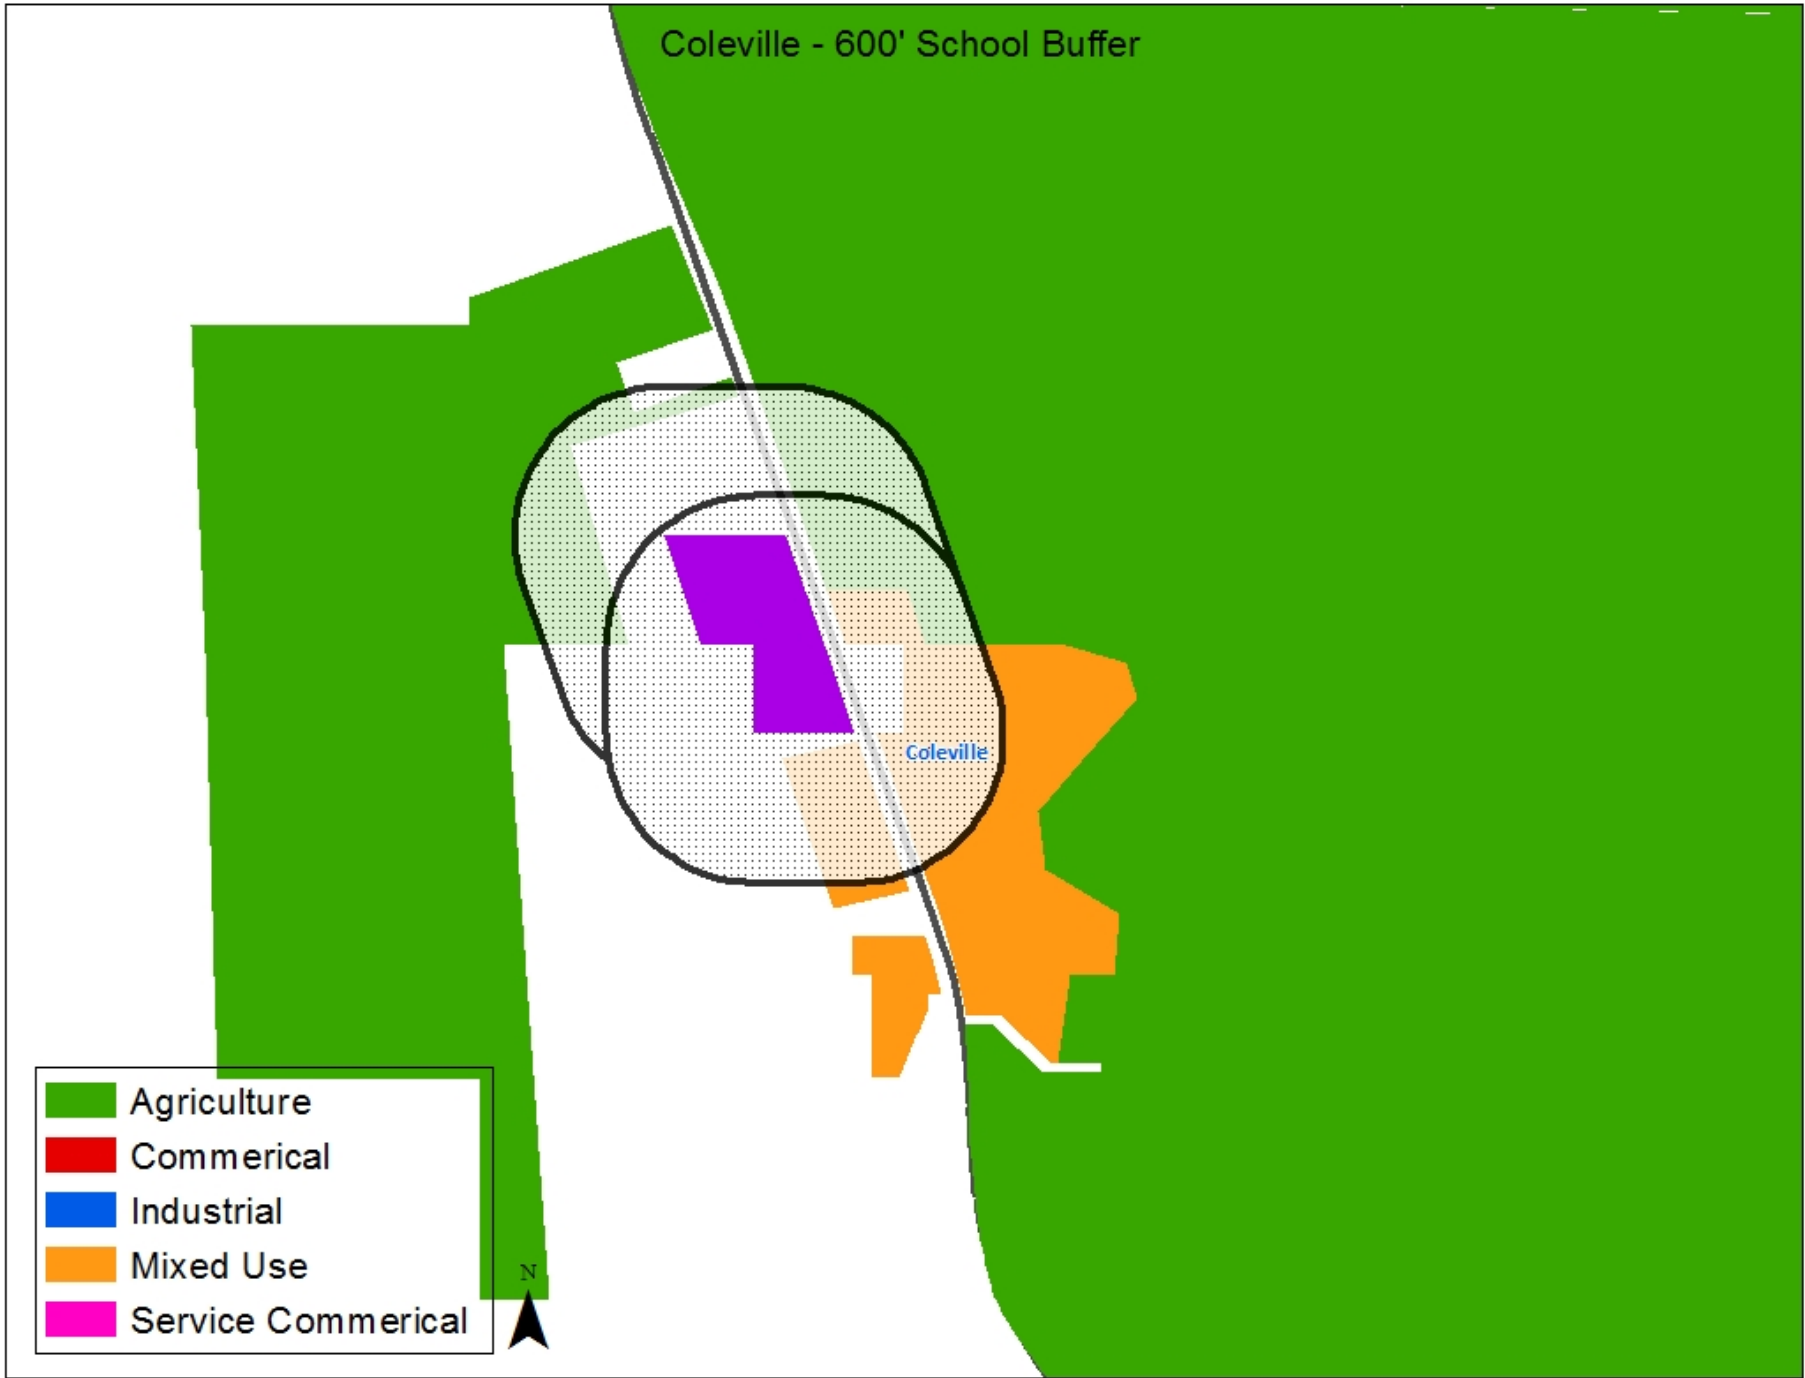 Coleville - 600' School Buffer
Coleville
Agriculture
Commerical
Industrial
Mixed Use
N
Service Commerical